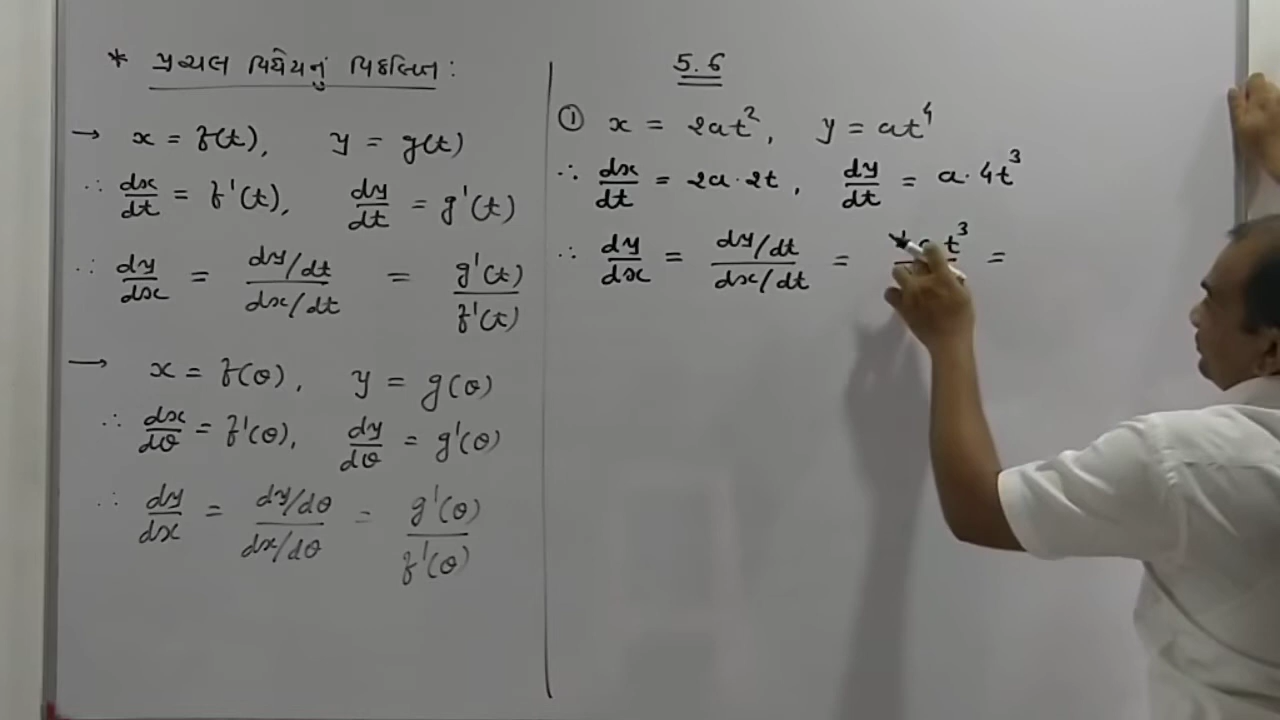 * પ્રચલ વિધેયનું વિકલિત :
→ x = f(t), y = g(t)
∴ dx/dt = f'(t), dy/dt = g'(t)
∴ dy/dx = (dy/dt)/(dx/dt) = g'(t)/f'(t)
→ x = f(θ), y = g(θ)
∴ dx/dθ = f'(θ), dy/dθ = g'(θ)
∴ dy/dx = (dy/dθ)/(dx/dθ) = g'(θ)/f'(θ)
5.6
① x = 2at², y = at⁴
∴ dx/dt = 2a·2t, dy/dt = a·4t³
∴ dy/dx = (dy/dt)/(dx/dt) = t³ =